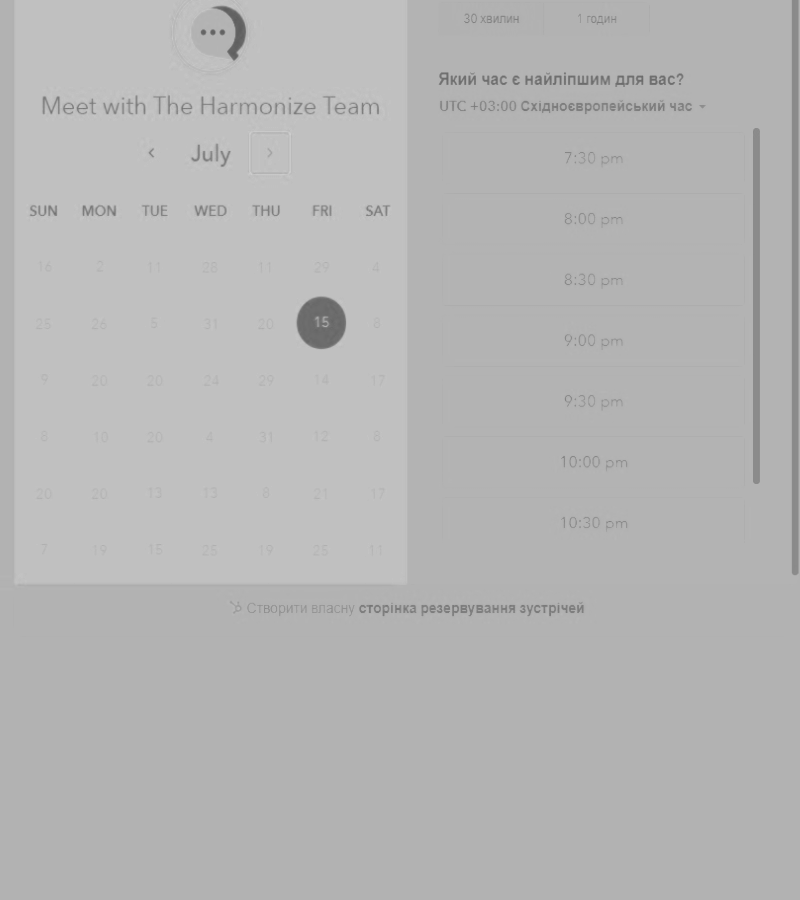 Meet with The Harmonize Team
July
SUN MON TUE WED THU FRI SAT
16 2 11 28 11 29 4
26 5 31 20 15 8
9 20 20 24 29 14 17
8 10 20 4 31 12 8
20 20 13 13 8 21 17
7 19 15 25 19 25 11
30 хвилин 1 годин
Який час є найліпшим для вас?
UTC +03:00 Східноєвропейський час
7:30 pm
8:00 pm
8:30 pm
9:00 pm
9:30 pm
10:00 pm
10:30 pm
Створити власну сторінка резервування зустрічей